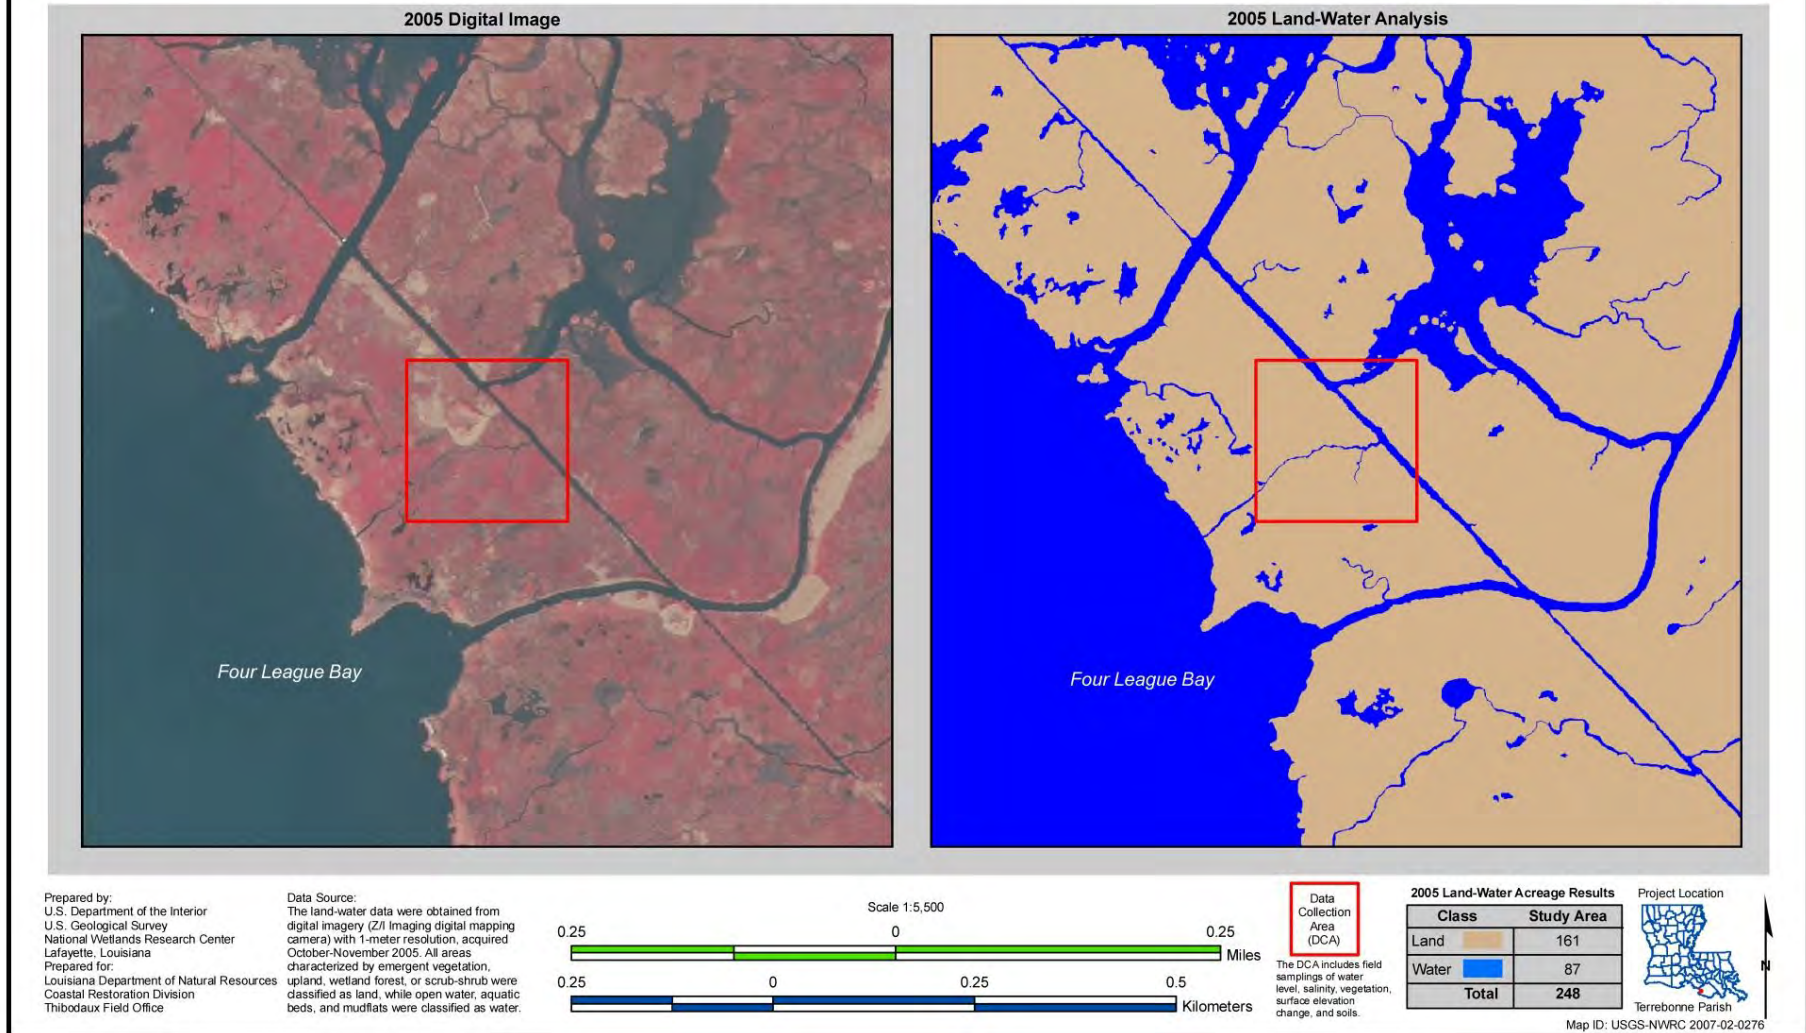 2005 Digital Image
2005 Land-Water Analysis
Four League Bay
Four League Bay
Prepared by:
U.S. Department of the Interior
U.S. Geological Survey
National Wetlands Research Center
Lafayette, Louisiana
Prepared for:
Louisiana Department of Natural Resources
Coastal Restoration Division
Thibodaux Field Office
Data Source:
The land-water data were obtained from
digital imagery (Z/I Imaging digital mapping
camera) with 1-meter resolution, acquired
October-November 2005. All areas
characterized by emergent vegetation,
upland, wetland forest, or scrub-shrub were
classified as land, while open water, aquatic
beds, and mudflats were classified as water.
Scale 1:5,500
0.25 0 0.25
Miles
0.25 0 0.25 0.5
Kilometers
Data
Collection
Area
(DCA)
The DCA includes field
samplings of water
level, salinity, vegetation,
surface elevation
change, and soils.
2005 Land-Water Acreage Results
Class Study Area
Land 161
Water 87
Total 248
Project Location
Terrebonne Parish
N
Map ID: USGS-NWRC 2007-02-0276